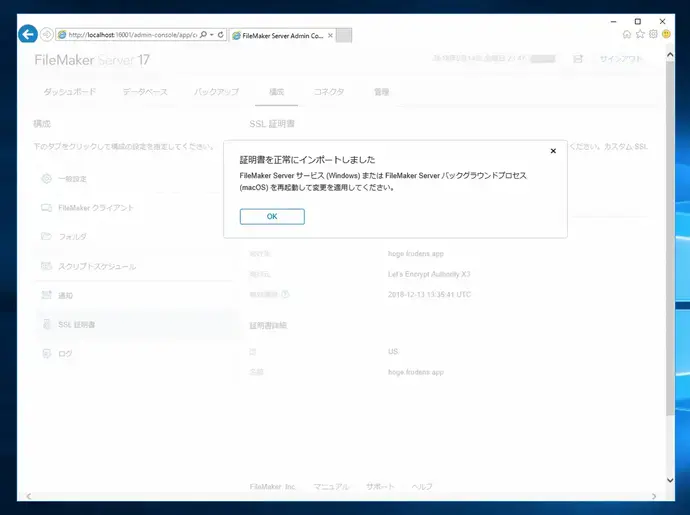 http://localhost:16001/admin-console/app/c
FileMaker Server Admin Co...
FileMaker Server 17
サインアウト
ダッシュボード データベース バックアップ 構成 コネクタ 管理
構成
SSL 証明書
下のタブをクリックして構成の設定を指定してください。
ください。カスタム SSL
証明書を正常にインポートしました
FileMaker Server サービス (Windows) または FileMaker Server バックグラウンドプロセス
(macOS) を再起動して変更を適用してください。
OK
一般設定
FileMaker クライアント
フォルダ
スクリプトスケジュール
通知
SSL 証明書
ログ
hoge.frudens.app
Let's Encrypt Authority X3
2018-12-13 13:35:41 UTC
証明書詳細
国 US
名前 hoge.frudens.app
FileMaker, Inc. マニュアル サポート ヘルプ